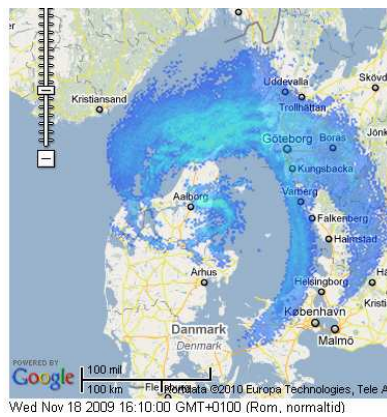 Uddevalla
Skövd
Trollhättan
Kristiansand
Jönk
Göteborg
Borås
Kungsbacka
Aalborg
Varberg
Falkenberg
Halmstad
Århus
Helsingborg
Hä
Kristi
København
Malmö
Danmark
Denmark
POWERED BY
Google
100 mil
100 km
Kortdata ©2010 Europa Technologies, Tele A
Wed Nov 18 2009 16:10:00 GMT+0100 (Rom, normaltid)